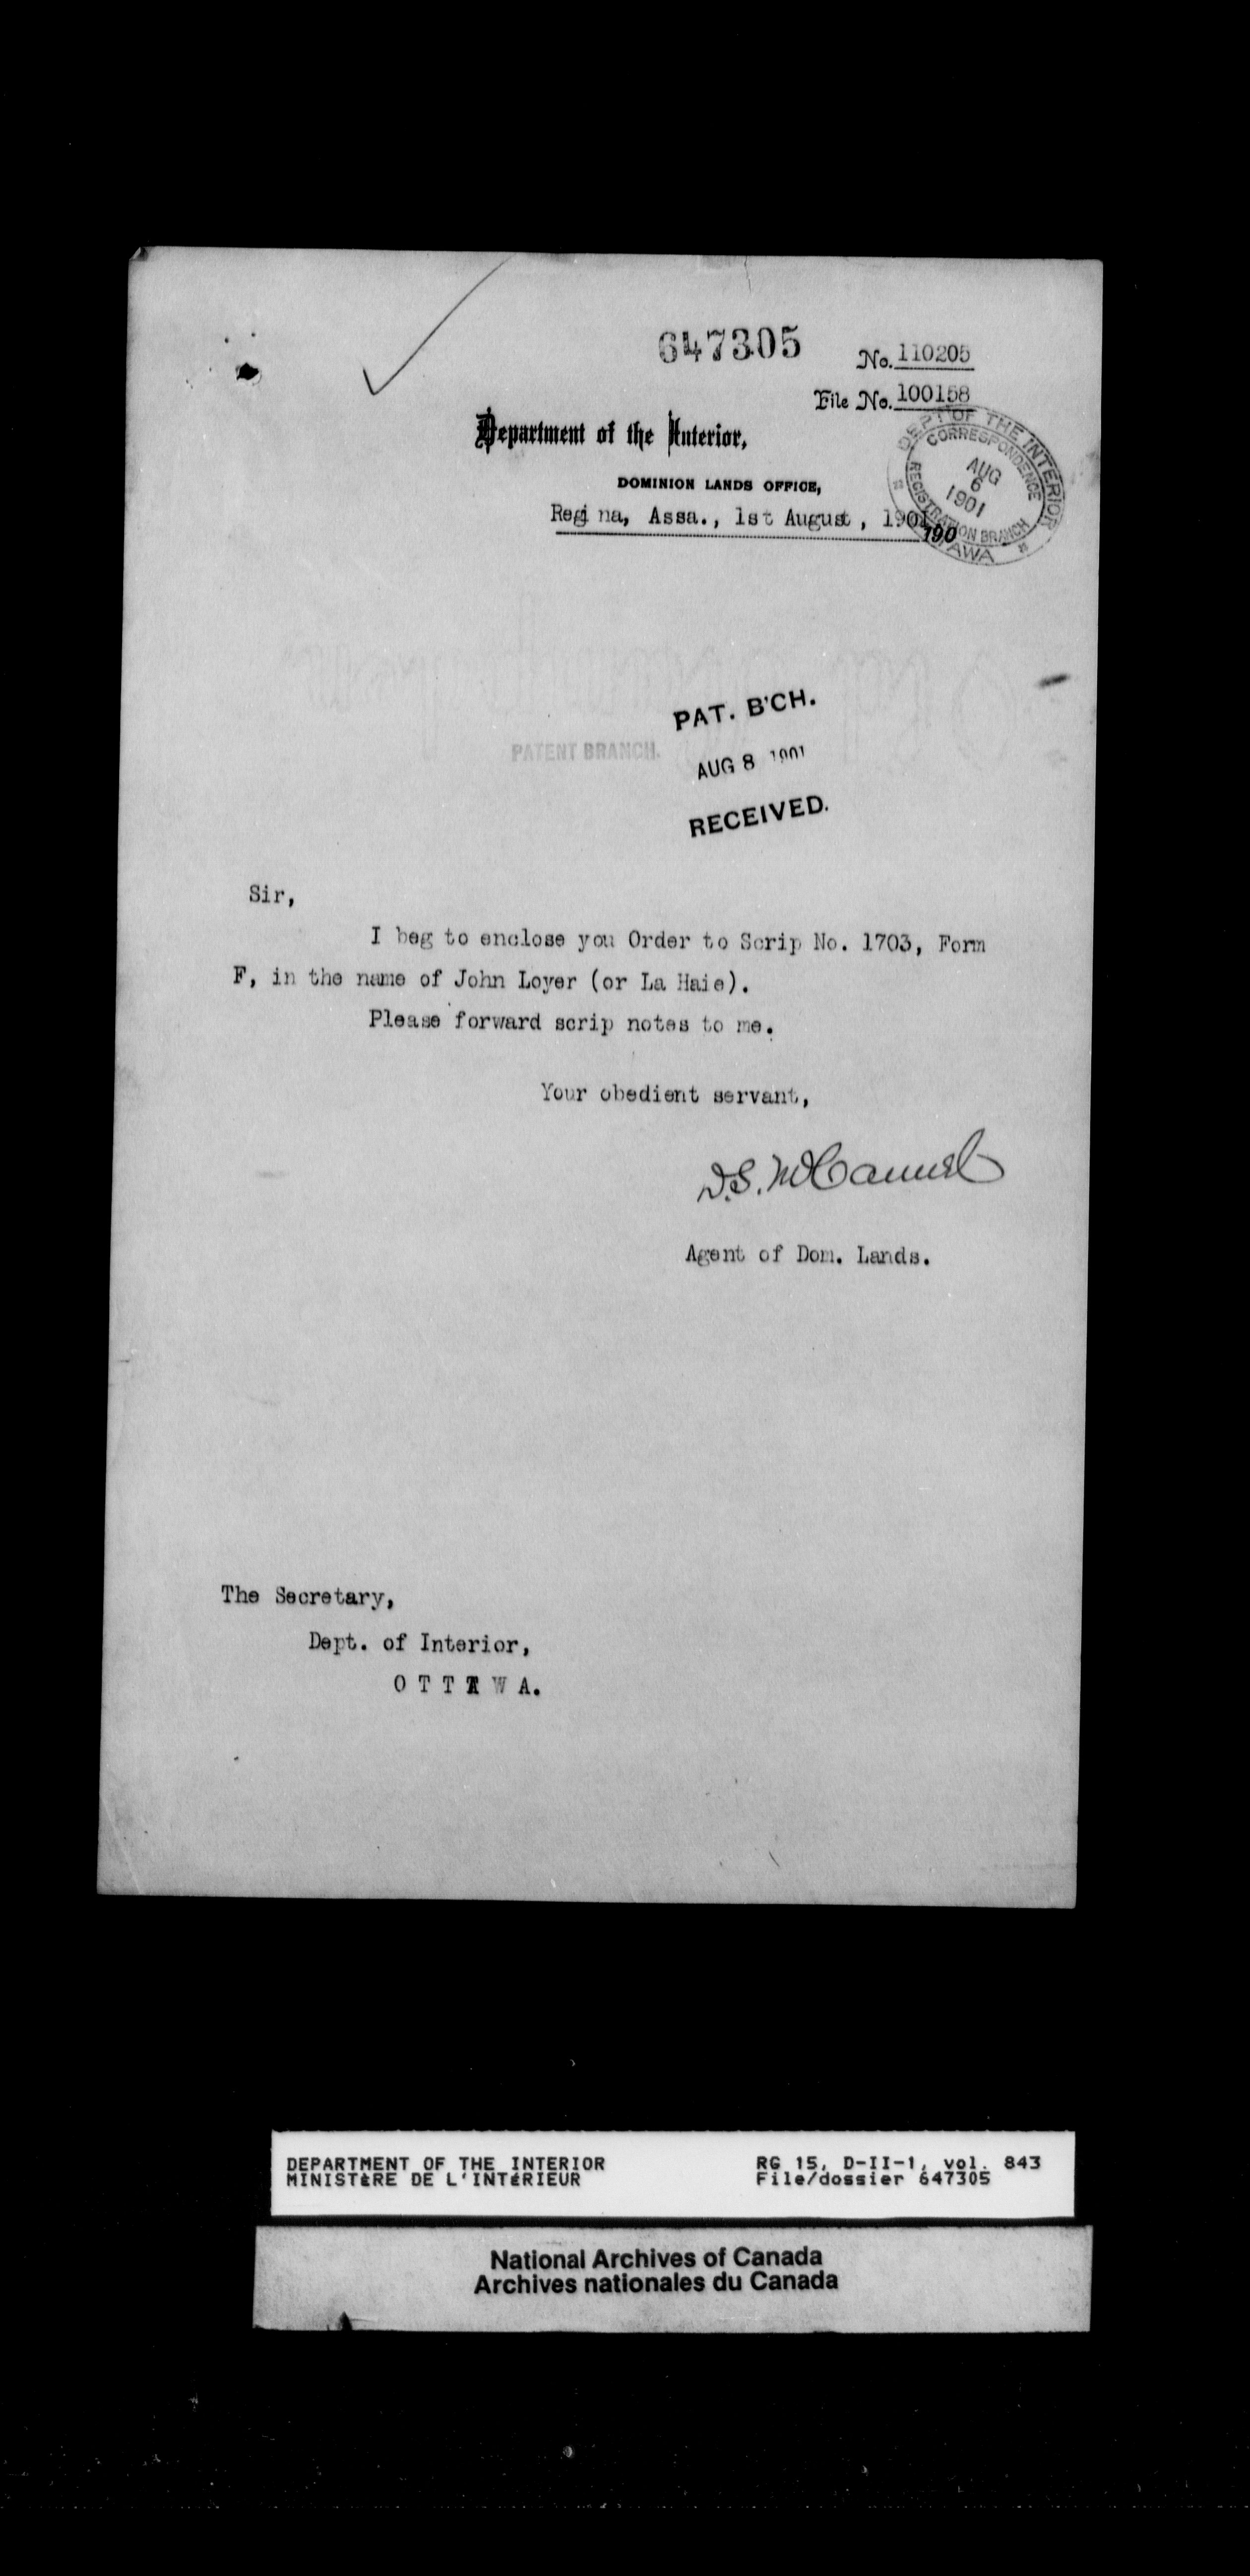 647305
No. 110205
File No. 100158
Department of the Interior,
DOMINION LANDS OFFICE,
Regina, Assa., 1st August, 1901
190
DEPT OF THE INTERIOR
CORRESPONDENCE
AUG
6
1901
REGISTRATION BRANCH
OTTAWA
PAT. B'CH.
PATENT BRANCH.
AUG 8 1901
RECEIVED.
Sir,
I beg to enclose you Order to Scrip No. 1703, Form
F, in the name of John Loyer (or La Haie).
Please forward scrip notes to me.
Your obedient servant,
Agent of Dom. Lands.
The Secretary,
Dept. of Interior,
O T T A W A.
DEPARTMENT OF THE INTERIOR
MINISTÈRE DE L'INTÉRIEUR
RG 15, D-II-1, vol. 843
File/dossier 647305
National Archives of Canada
Archives nationales du Canada